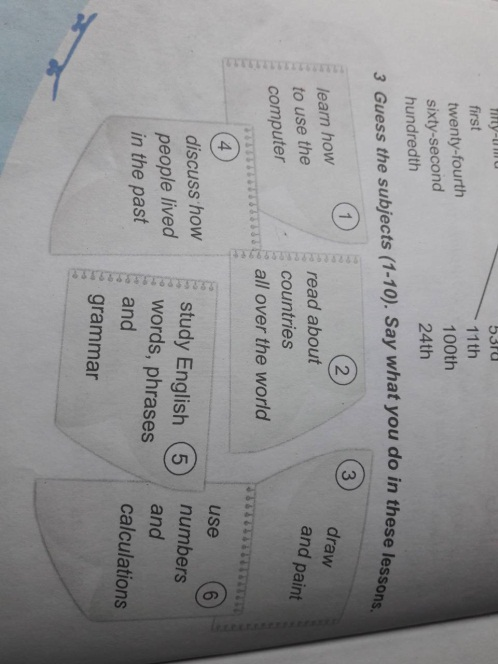 first
twenty-fourth
sixty-second
hundredth
53rd
11th
100th
24th
3 Guess the subjects (1-10). Say what you do in these lessons.
1
learn how
to use the
computer
2
read about
countries
all over the world
3
draw
and paint
4
discuss how
people lived
in the past
5
study English
words, phrases
and
grammar
6
use
numbers
and
calculations